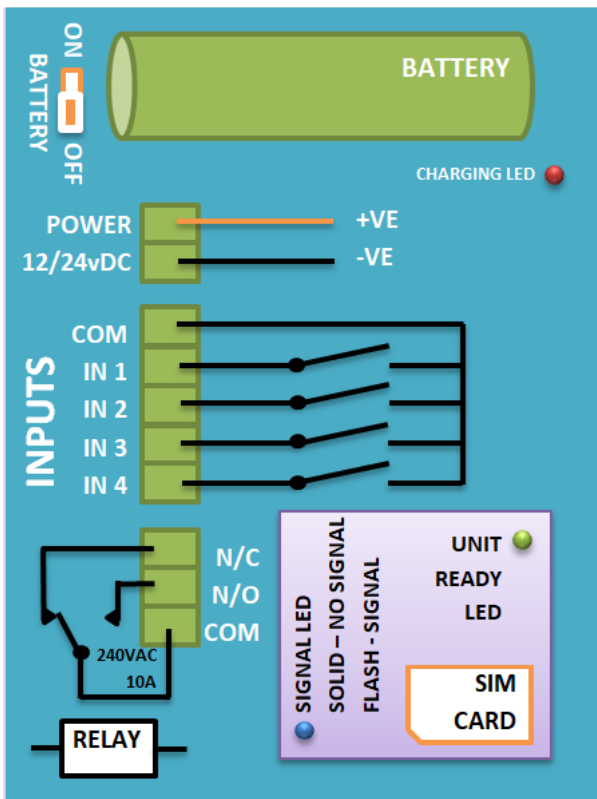 ON
BATTERY
OFF
BATTERY
CHARGING LED
POWER
12/24vDC
+VE
-VE
INPUTS
COM
IN 1
IN 2
IN 3
IN 4
N/C
N/O
COM
240VAC
10A
RELAY
SIGNAL LED
SOLID – NO SIGNAL
FLASH - SIGNAL
UNIT
READY
LED
SIM
CARD